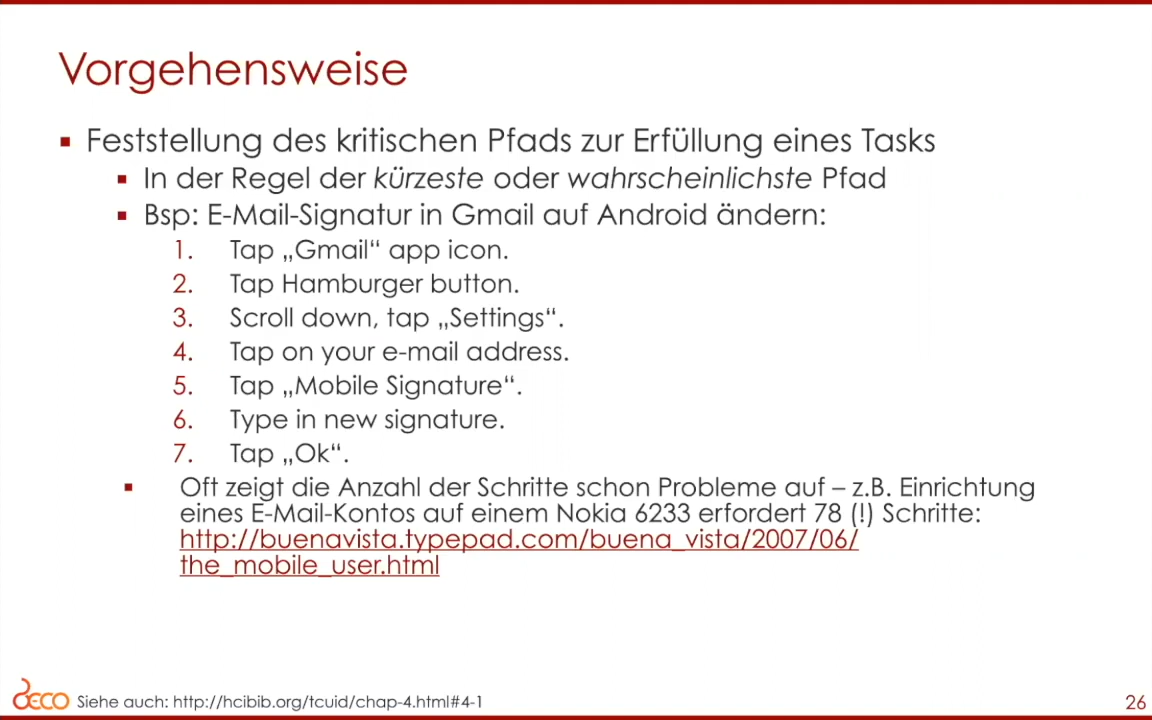 Vorgehensweise
▪ Feststellung des kritischen Pfads zur Erfüllung eines Tasks
▪ In der Regel der kürzeste oder wahrscheinlichste Pfad
▪ Bsp: E-Mail-Signatur in Gmail auf Android ändern:
1. Tap „Gmail“ app icon.
2. Tap Hamburger button.
3. Scroll down, tap „Settings“.
4. Tap on your e-mail address.
5. Tap „Mobile Signature“.
6. Type in new signature.
7. Tap „Ok“.
▪ Oft zeigt die Anzahl der Schritte schon Probleme auf – z.B. Einrichtung
eines E-Mail-Kontos auf einem Nokia 6233 erfordert 78 (!) Schritte:
http://buenavista.typepad.com/buena_vista/2007/06/
the_mobile_user.html
DECO Siehe auch: http://hcibib.org/tcuid/chap-4.html#4-1
26